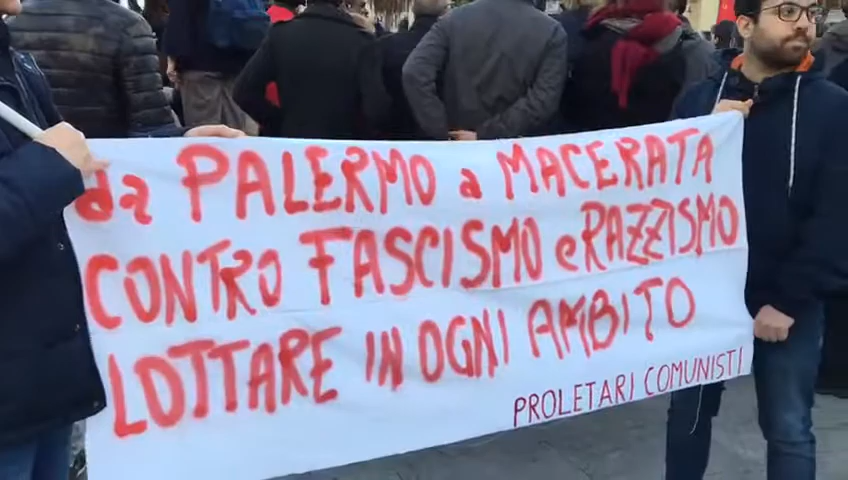 da PALERMO a MACERATA
CONTRO FASCISMO e RAZZISMO
LOTTARE IN OGNI AMBITO
PROLETARI COMUNISTI